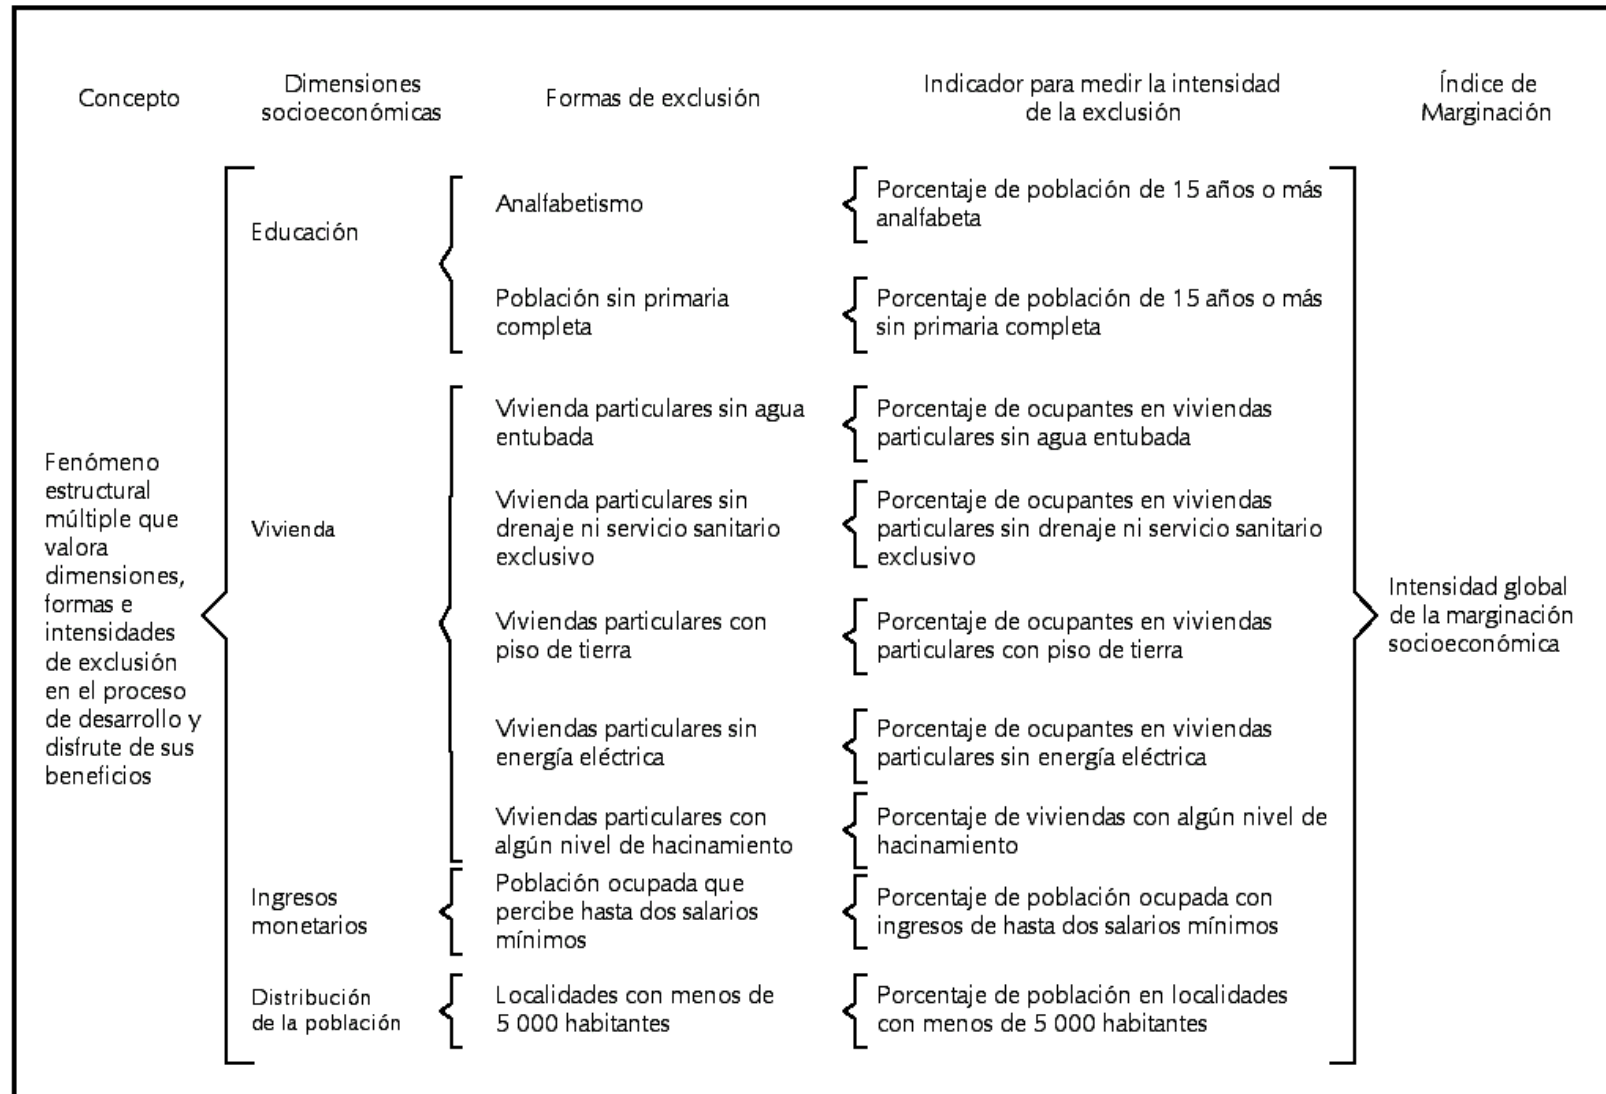 Concepto
Dimensiones
socioeconómicas
Formas de exclusión
Indicador para medir la intensidad
de la exclusión
Índice de
Marginación
Fenómeno
estructural
múltiple que
valora
dimensiones,
formas e
intensidades
de exclusión
en el proceso
de desarrollo y
disfrute de sus
beneficios
Educación
Analfabetismo
Porcentaje de población de 15 años o más
analfabeta
Población sin primaria
completa
Porcentaje de población de 15 años o más
sin primaria completa
Vivienda
Vivienda particulares sin agua
entubada
Porcentaje de ocupantes en viviendas
particulares sin agua entubada
Vivienda particulares sin
drenaje ni servicio sanitario
exclusivo
Porcentaje de ocupantes en viviendas
particulares sin drenaje ni servicio sanitario
exclusivo
Viviendas particulares con
piso de tierra
Porcentaje de ocupantes en viviendas
particulares con piso de tierra
Viviendas particulares sin
energía eléctrica
Porcentaje de ocupantes en viviendas
particulares sin energía eléctrica
Viviendas particulares con
algún nivel de hacinamiento
Porcentaje de viviendas con algún nivel de
hacinamiento
Ingresos
monetarios
Población ocupada que
percibe hasta dos salarios
mínimos
Porcentaje de población ocupada con
ingresos de hasta dos salarios mínimos
Distribución
de la población
Localidades con menos de
5 000 habitantes
Porcentaje de población en localidades
con menos de 5 000 habitantes
Intensidad global
de la marginación
socioeconómica